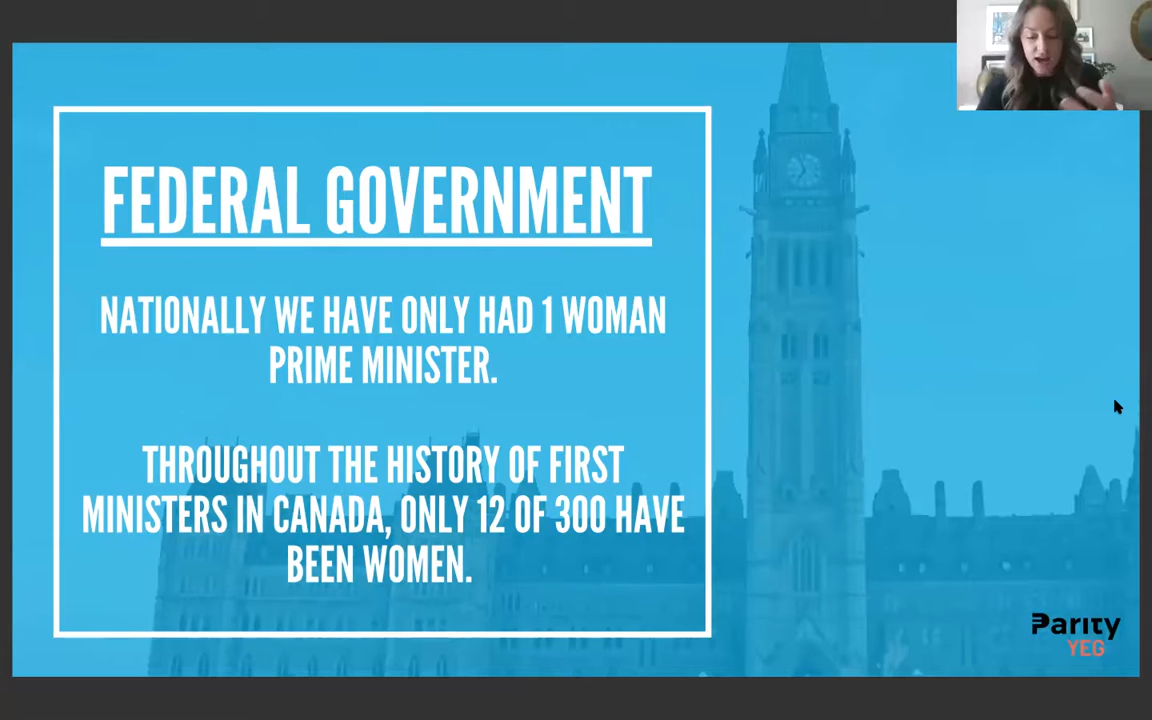 FEDERAL GOVERNMENT
NATIONALLY WE HAVE ONLY HAD 1 WOMAN
PRIME MINISTER.
THROUGHOUT THE HISTORY OF FIRST
MINISTERS IN CANADA, ONLY 12 OF 300 HAVE
BEEN WOMEN.
Parity
YEG